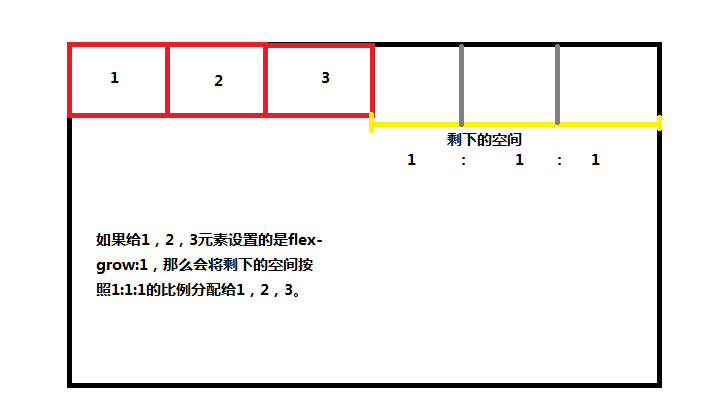 1 2 3
剩下的空间
1 : 1 : 1
如果给1，2，3元素设置的是flex-
grow:1，那么会将剩下的空间按
照1:1:1的比例分配给1，2，3。